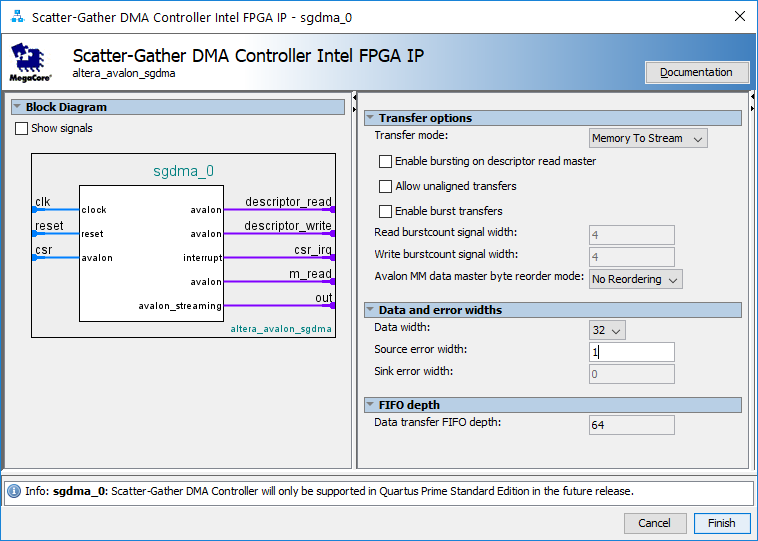 Scatter-Gather DMA Controller Intel FPGA IP - sgdma_0
Scatter-Gather DMA Controller Intel FPGA IP
altera_avalon_sgdma
MegaCore®
Documentation
Block Diagram
Show signals
sgdma_0
clk
clock
reset
reset
csr
avalon
descriptor_read
avalon
descriptor_write
avalon
csr_irq
interrupt
m_read
avalon
out
avalon_streaming
altera_avalon_sgdma
Transfer options
Transfer mode: Memory To Stream
Enable bursting on descriptor read master
Allow unaligned transfers
Enable burst transfers
Read burstcount signal width: 4
Write burstcount signal width: 4
Avalon MM data master byte reorder mode: No Reordering
Data and error widths
Data width: 32
Source error width: 1
Sink error width: 0
FIFO depth
Data transfer FIFO depth: 64
Info: sgdma_0: Scatter-Gather DMA Controller will only be supported in Quartus Prime Standard Edition in the future release.
Cancel Finish